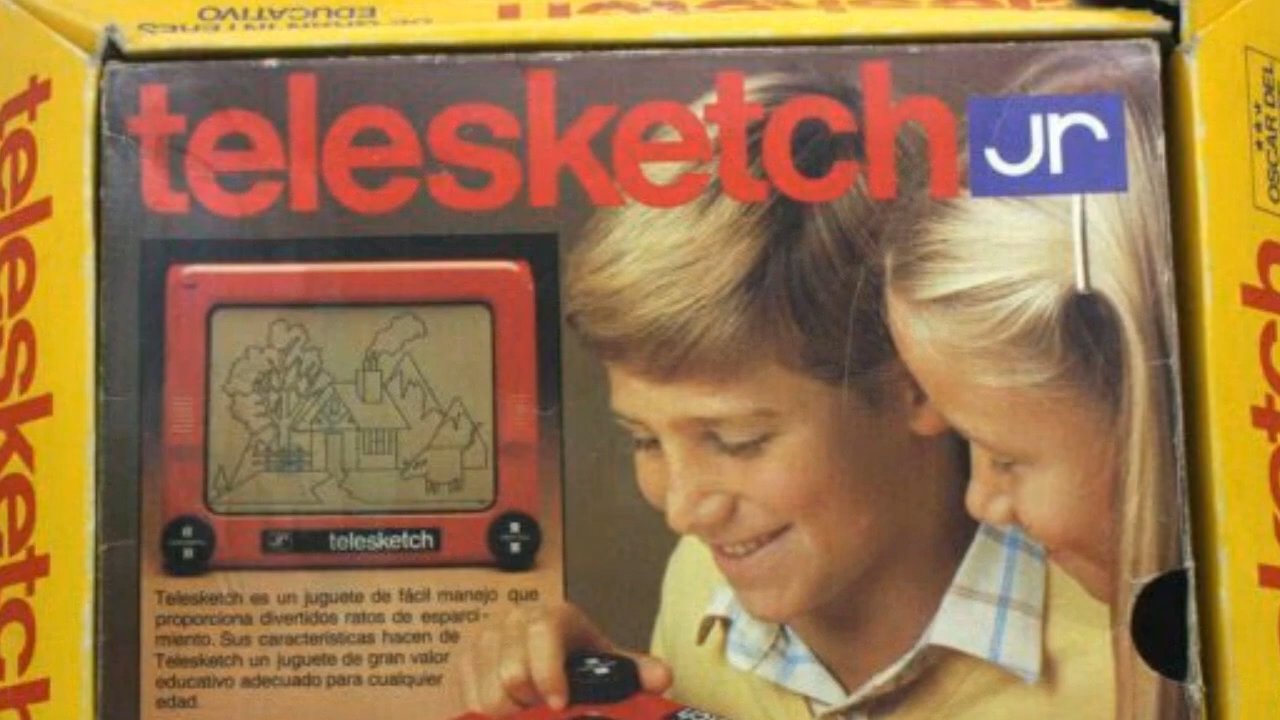 EDUCATIVO
telesketch
telesketch jr
OSCAR DEL
telesketch
Telesketch es un juguete de fácil manejo que
proporciona divertidos ratos de esparci-
miento. Sus características hacen de
Telesketch un juguete de gran valor
educativo adecuado para cualquier
edad.